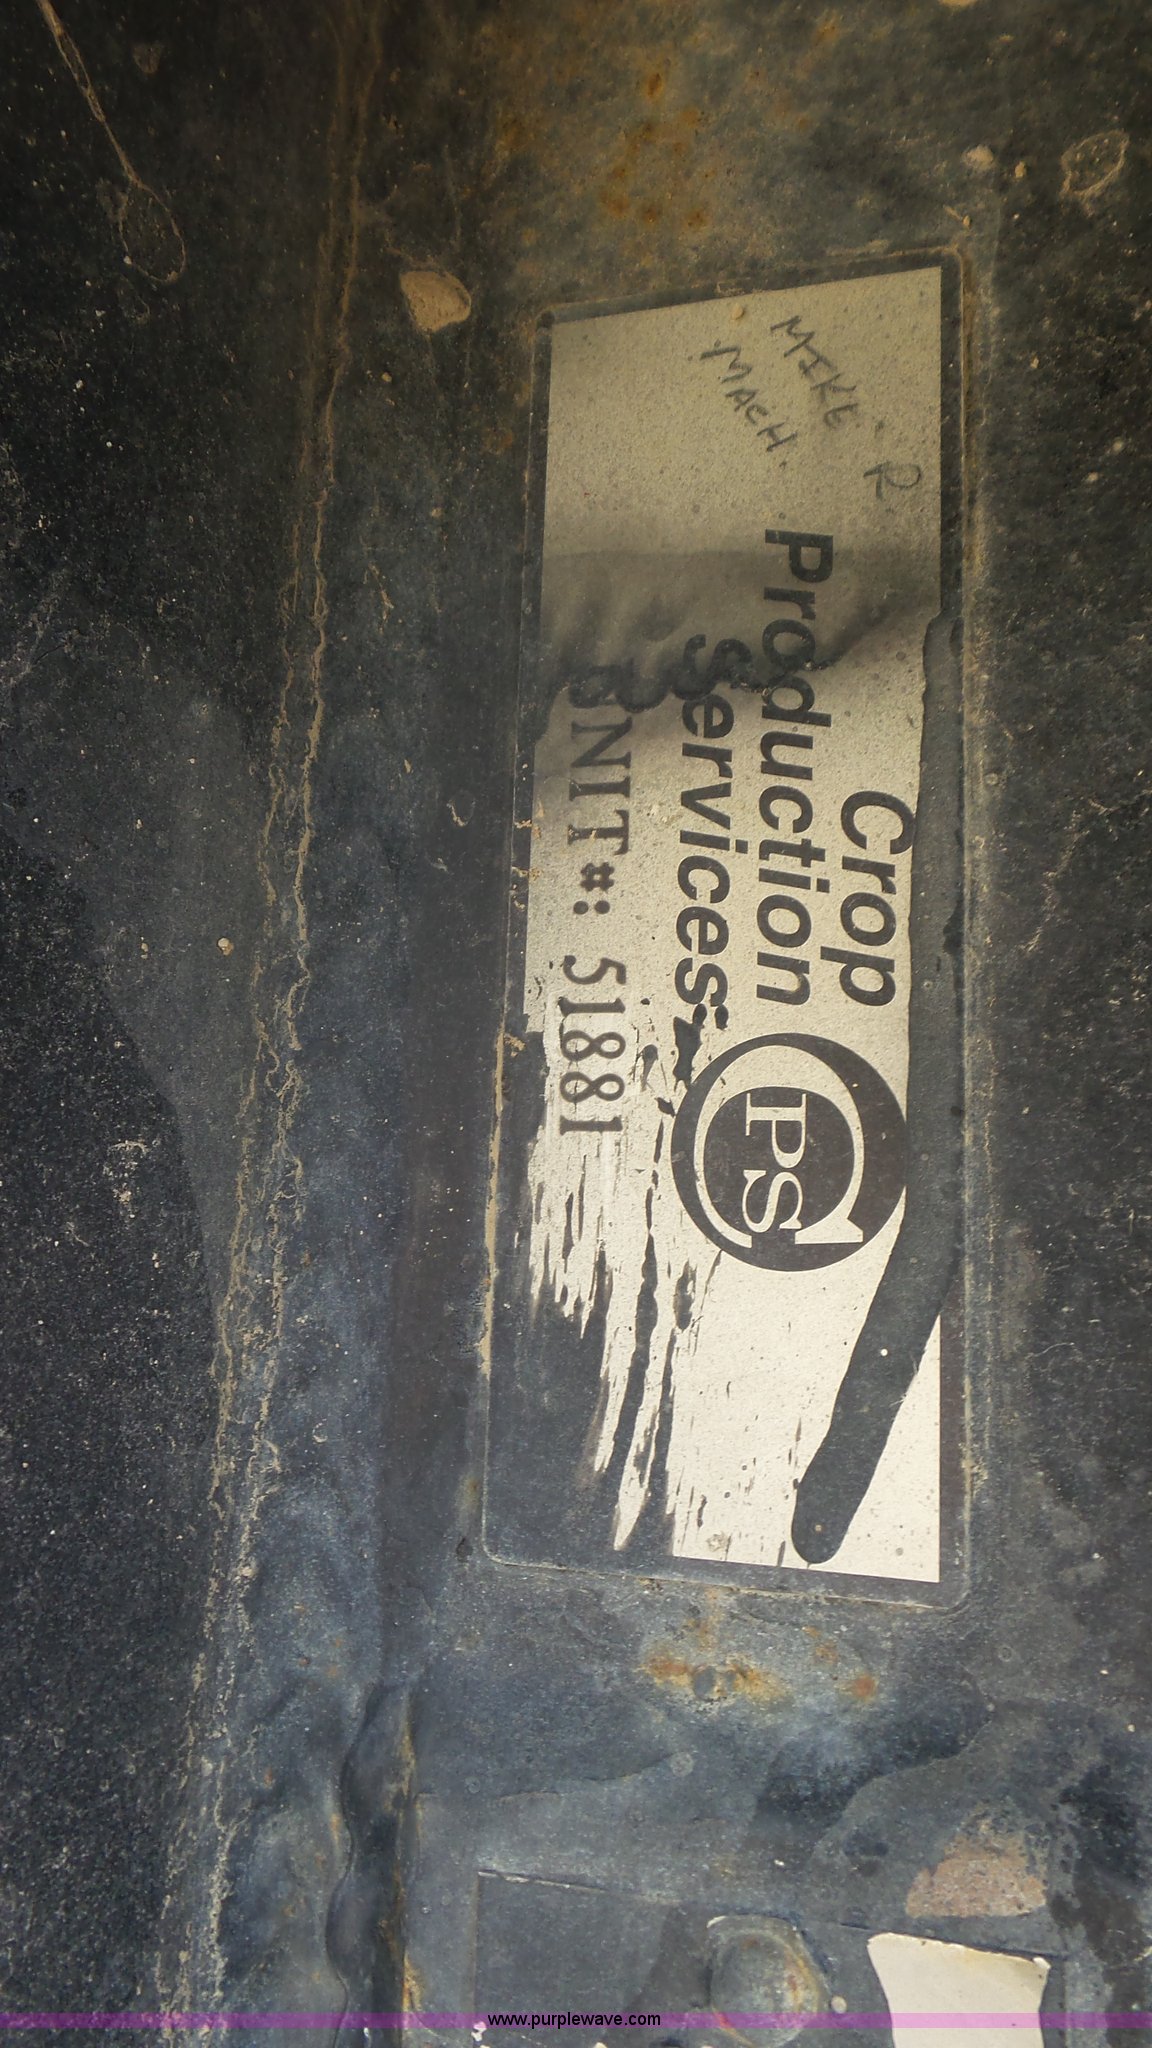 MIKE R
MACH.
Crop
Production
Services
CPS
UNIT#: 51881
www.purplewave.com